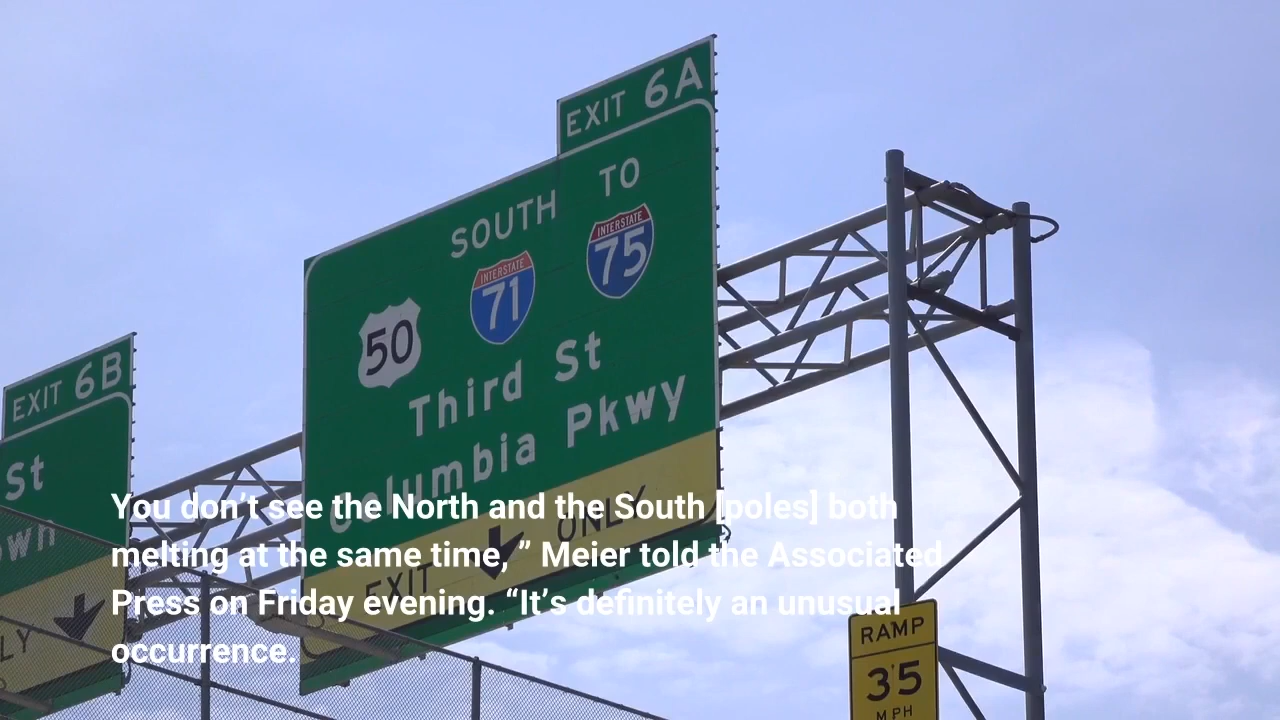 EXIT 6A
SOUTH TO
INTERSTATE 71
INTERSTATE 75
50
Third St
Columbia Pkwy
EXIT ONLY
EXIT 6B
St
own
LY
RAMP
35
MPH
You don’t see the North and the South [poles] both
melting at the same time, ” Meier told the Associated
Press on Friday evening. “It’s definitely an unusual
occurrence.